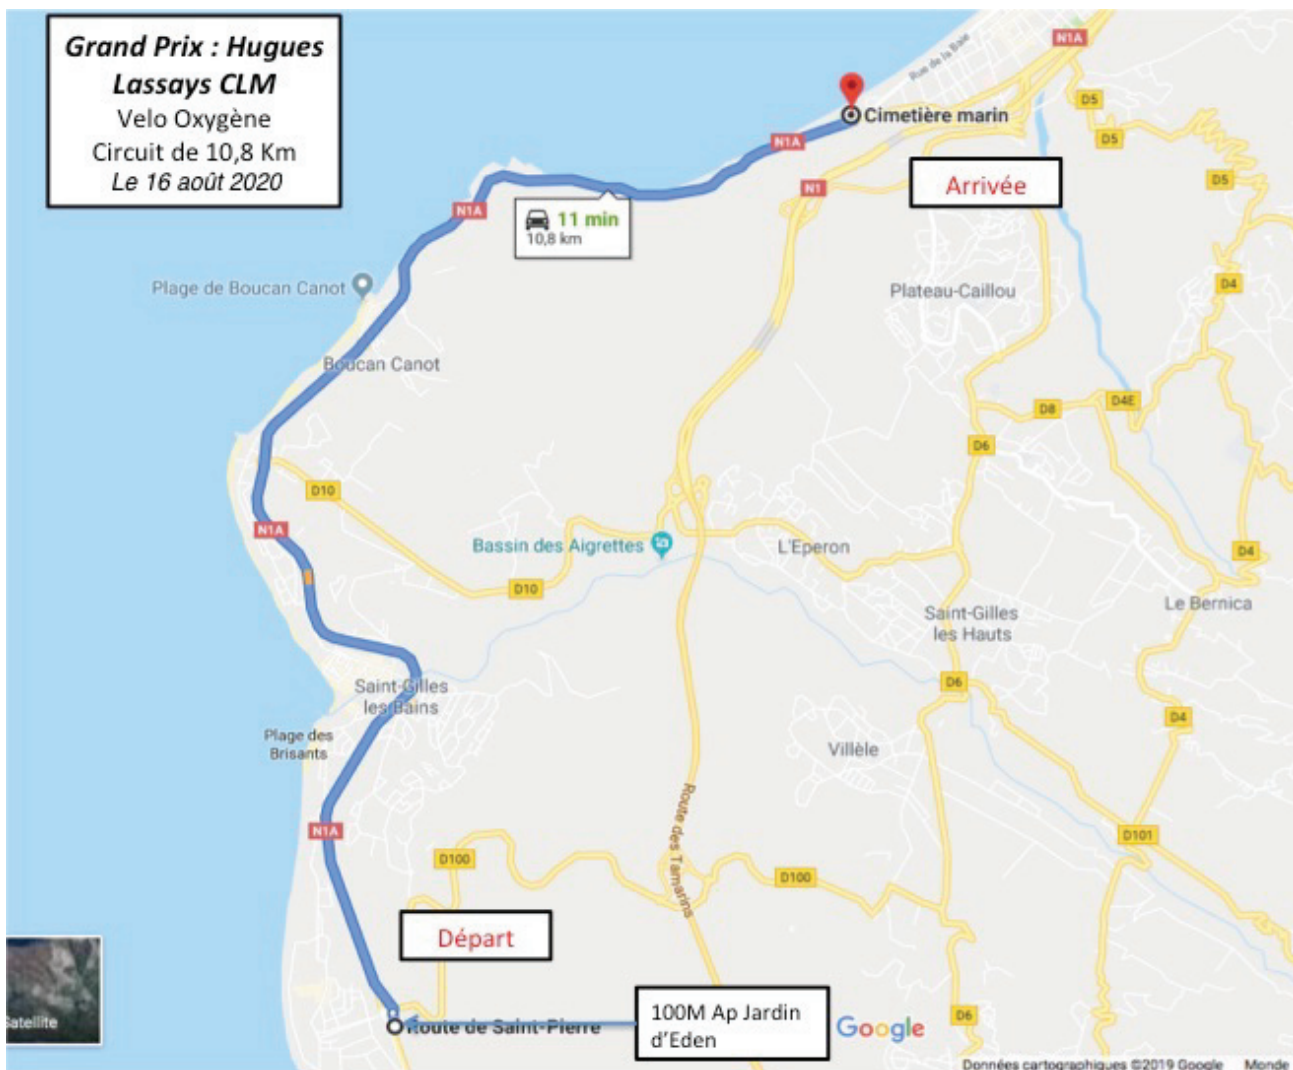 Grand Prix : Hugues
Lassays CLM
Velo Oxygène
Circuit de 10,8 Km
Le 16 août 2020
N1A
Rue de la Baie
Cimetière marin
D5
D5
N1A
N1
Arrivée
D5
N1A
11 min
10,8 km
Plage de Boucan Canot
Plateau-Caillou
D4
Boucan Canot
D8
D4E
D6
D10
N1A
Bassin des Aigrettes
L'Eperon
D4
D10
Saint-Gilles
les Hauts
Le Bernica
Saint-Gilles
les Bains
D6
D4
Plage des
Brisants
Villèle
N1A
Route des Tamarins
D101
D100
D100
Départ
100M Ap Jardin
d'Eden
Route de Saint-Pierre
Google
D6
Satellite
Données cartographiques ©2019 Google
Monde